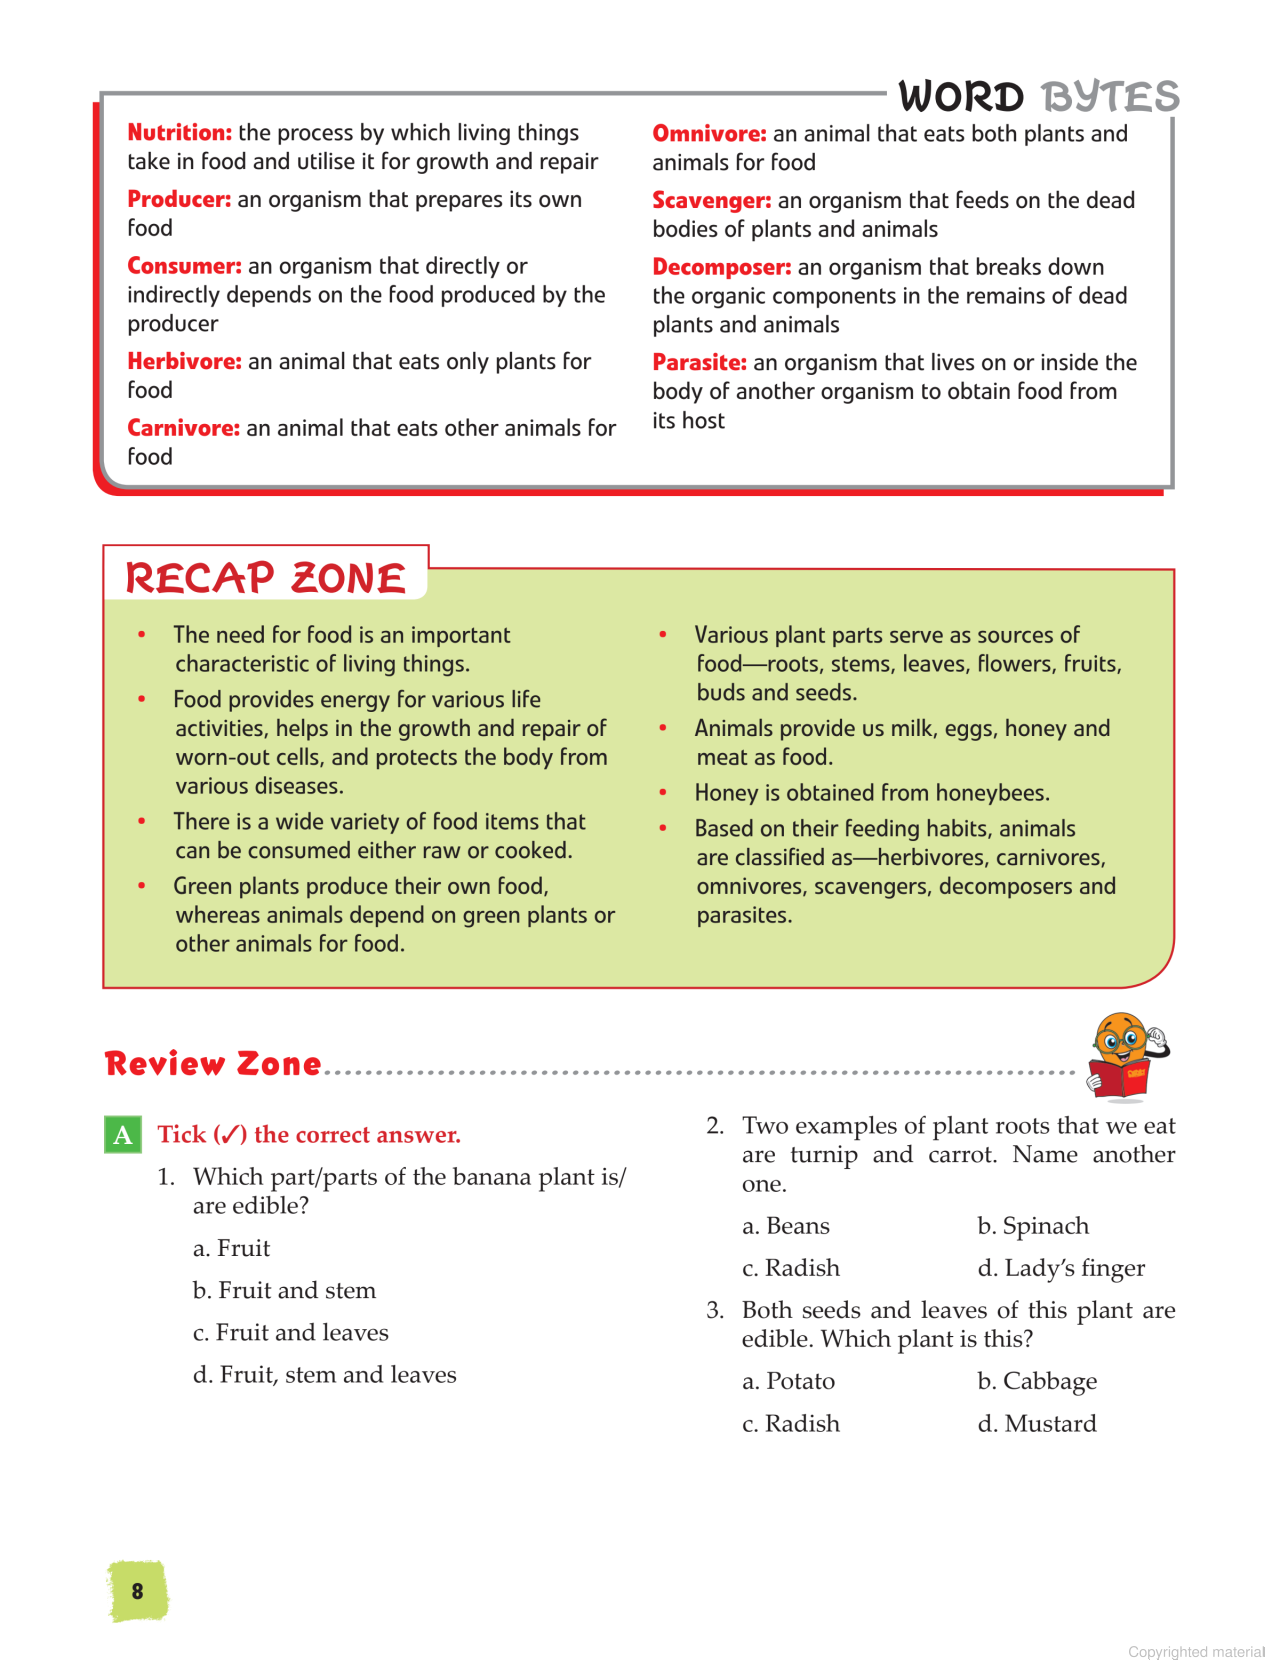 WORD BYTES
Nutrition: the process by which living things
take in food and utilise it for growth and repair
Producer: an organism that prepares its own
food
Consumer: an organism that directly or
indirectly depends on the food produced by the
producer
Herbivore: an animal that eats only plants for
food
Carnivore: an animal that eats other animals for
food
Omnivore: an animal that eats both plants and
animals for food
Scavenger: an organism that feeds on the dead
bodies of plants and animals
Decomposer: an organism that breaks down
the organic components in the remains of dead
plants and animals
Parasite: an organism that lives on or inside the
body of another organism to obtain food from
its host
RECAP ZONE
• The need for food is an important
characteristic of living things.
• Food provides energy for various life
activities, helps in the growth and repair of
worn-out cells, and protects the body from
various diseases.
• There is a wide variety of food items that
can be consumed either raw or cooked.
• Green plants produce their own food,
whereas animals depend on green plants or
other animals for food.
• Various plant parts serve as sources of
food—roots, stems, leaves, flowers, fruits,
buds and seeds.
• Animals provide us milk, eggs, honey and
meat as food.
• Honey is obtained from honeybees.
• Based on their feeding habits, animals
are classified as—herbivores, carnivores,
omnivores, scavengers, decomposers and
parasites.
Review Zone
A Tick (✓) the correct answer.
1. Which part/parts of the banana plant is/
are edible?
a. Fruit
b. Fruit and stem
c. Fruit and leaves
d. Fruit, stem and leaves
2. Two examples of plant roots that we eat
are turnip and carrot. Name another
one.
a. Beans b. Spinach
c. Radish d. Lady's finger
3. Both seeds and leaves of this plant are
edible. Which plant is this?
a. Potato b. Cabbage
c. Radish d. Mustard
8
Copyrighted material